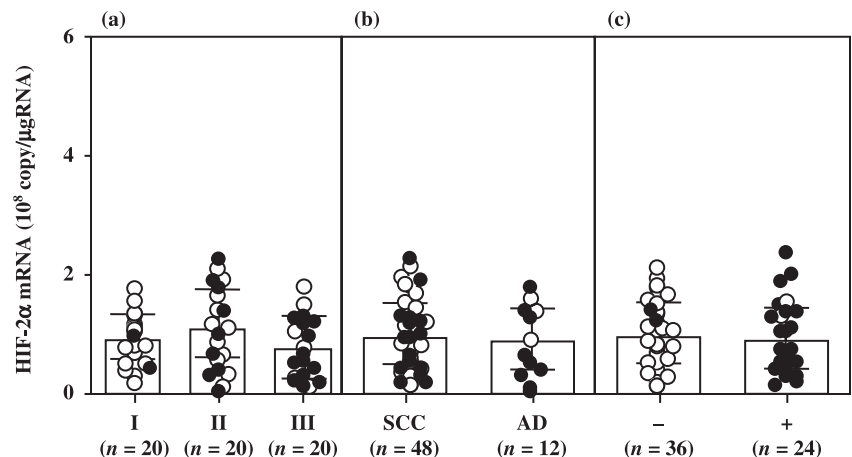 (a) (b) (c)
HIF-2α mRNA (10⁸ copy/μgRNA)
6
4
2
0
I II III SCC AD – +
(n = 20) (n = 20) (n = 20) (n = 48) (n = 12) (n = 36) (n = 24)